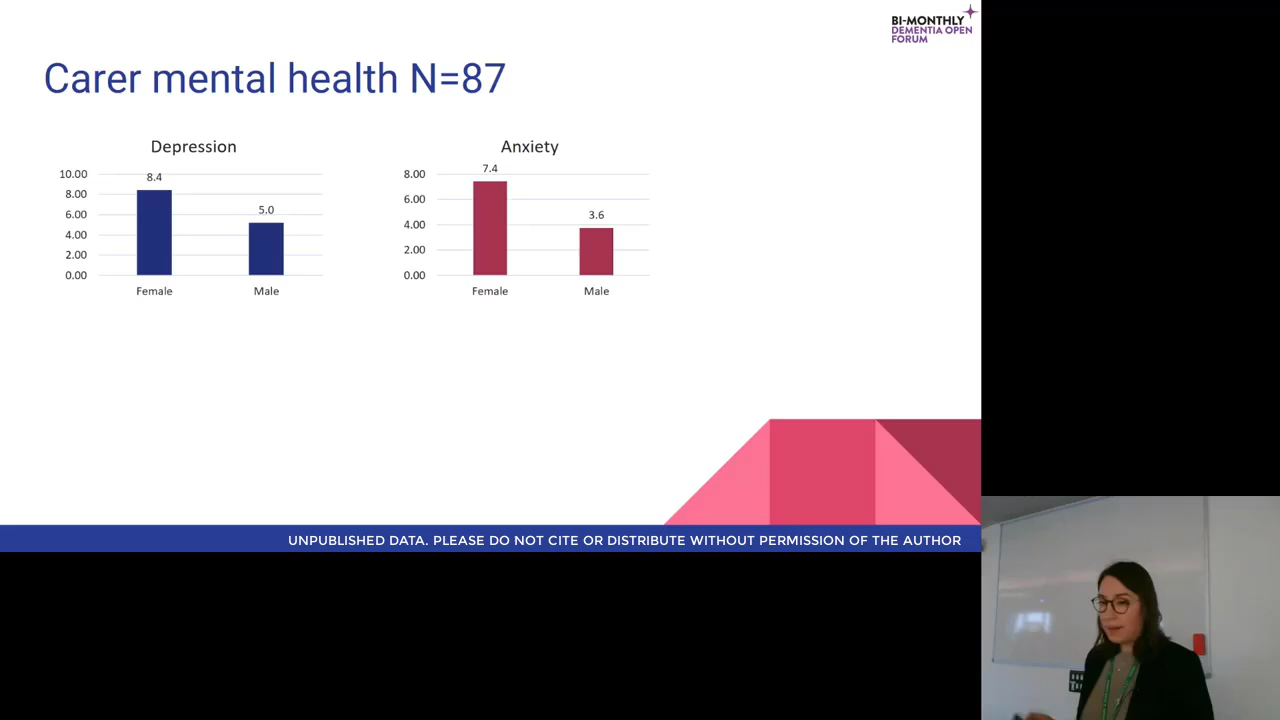 BI-MONTHLY
DEMENTIA OPEN
FORUM
Carer mental health N=87
Depression
10.00
8.00
6.00
4.00
2.00
0.00
8.4
5.0
Female
Male
Anxiety
8.00
6.00
4.00
2.00
0.00
7.4
3.6
Female
Male
UNPUBLISHED DATA. PLEASE DO NOT CITE OR DISTRIBUTE WITHOUT PERMISSION OF THE AUTHOR